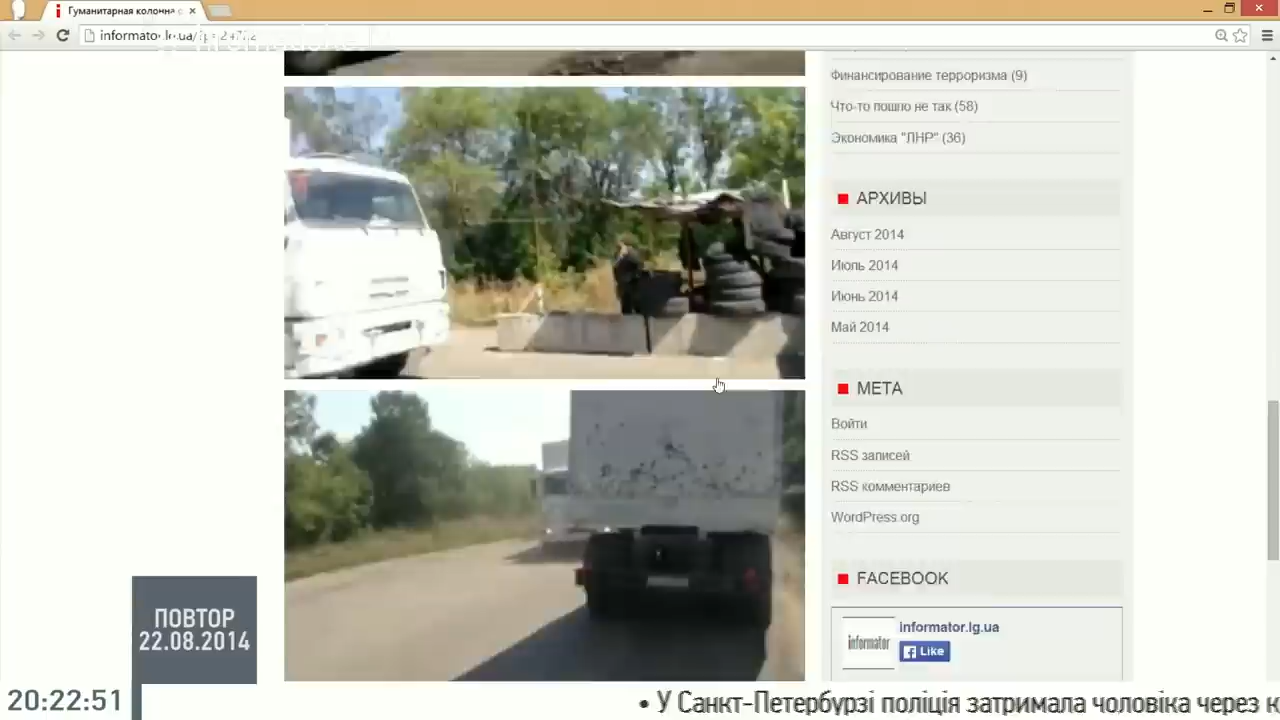 Гуманитарная колонна
informator.lg.ua
Финансирование терроризма (9)
Что-то пошло не так (58)
Экономика "ЛНР" (36)
АРХИВЫ
Август 2014
Июль 2014
Июнь 2014
Май 2014
МЕТА
Войти
RSS записей
RSS комментариев
WordPress.org
FACEBOOK
informator
informator.lg.ua
Like
ПОВТОР
22.08.2014
20:22:51
• У Санкт-Петербурзі поліція затримала чоловіка через к